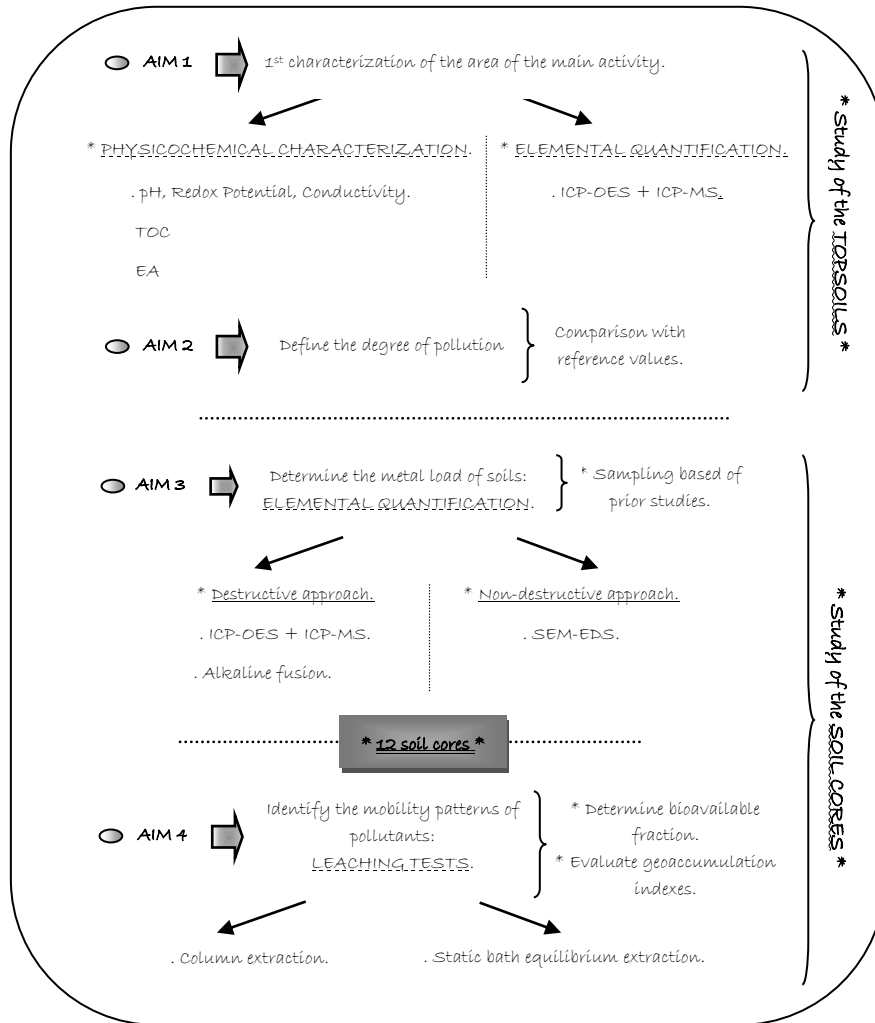 AIM 1
1st characterization of the area of the main activity.
* PHYSICOCHEMICAL CHARACTERIZATION.
* ELEMENTAL QUANTIFICATION.
. pH, Redox Potential, Conductivity.
. ICP-OES + ICP-MS.
TOC
EA
AIM 2
Define the degree of pollution
Comparison with
reference values.
* Study of the TOPSOILS *
AIM 3
Determine the metal load of soils:
ELEMENTAL QUANTIFICATION.
* Sampling based of
prior studies.
* Destructive approach.
* Non-destructive approach.
. ICP-OES + ICP-MS.
. SEM-EDS.
. Alkaline fusion.
* 12 soil cores *
AIM 4
Identify the mobility patterns of
pollutants:
LEACHING TESTS.
* Determine bioavailable
fraction.
* Evaluate geoaccumulation
indexes.
. Column extraction.
. Static bath equilibrium extraction.
* Study of the SOIL CORES *